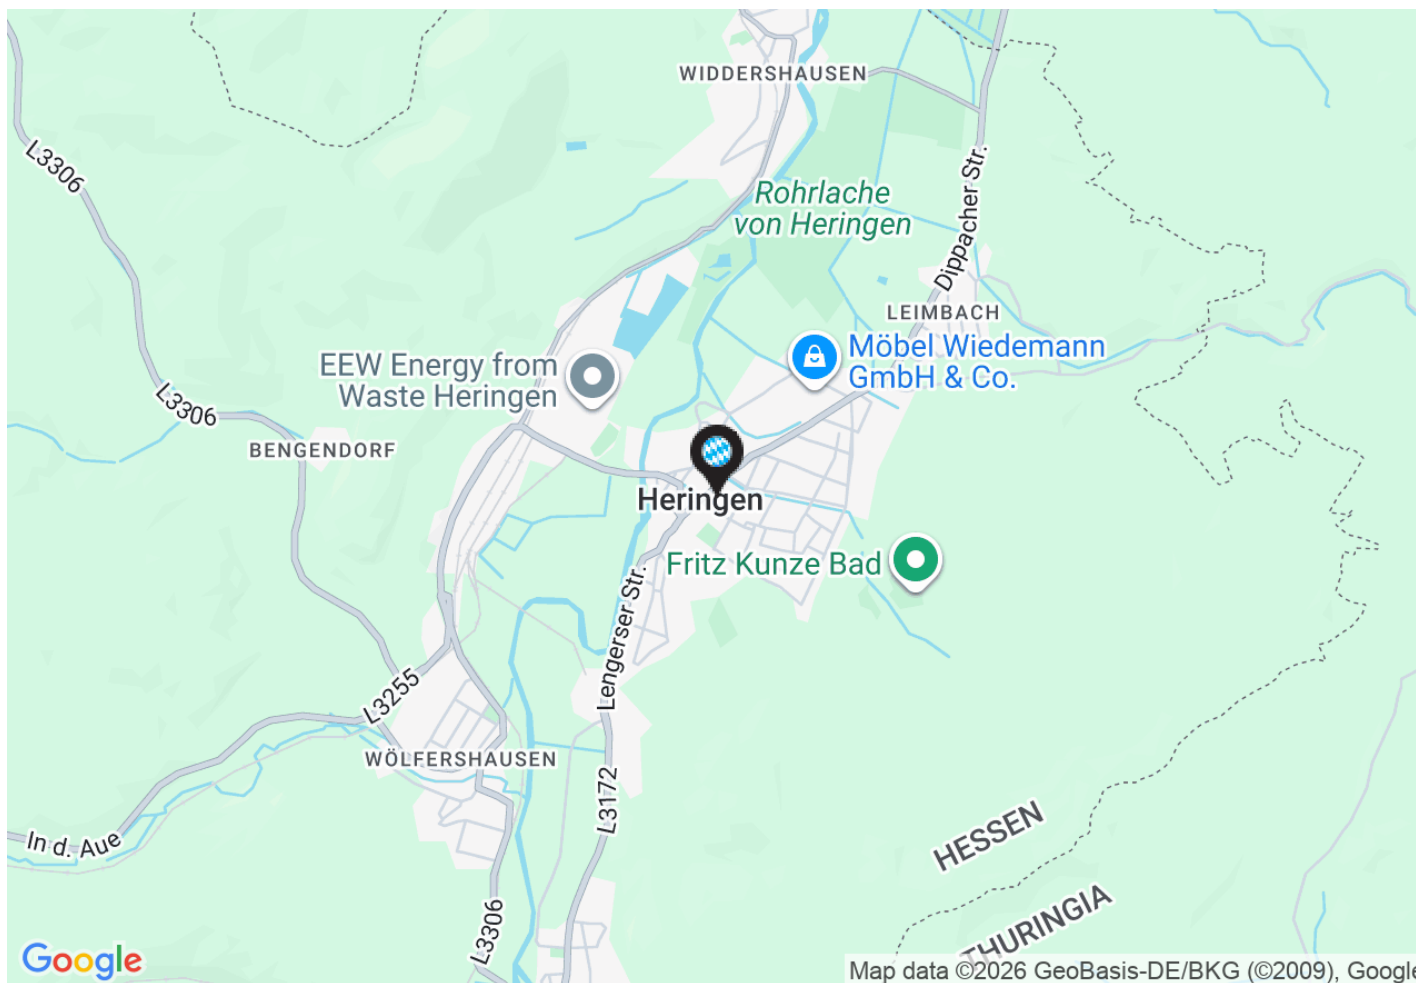 WIDDERSHAUSEN
L3306
Dippacher Str.
Rohrlache
von Heringen
LEIMBACH
Möbel Wiedemann
GmbH & Co.
EEW Energy from
Waste Heringen
L3306
BENGENDORF
Heringen
Fritz Kunze Bad
Lengerser Str.
L3255
WÖLFERSHAUSEN
L3172
In d. Aue
HESSEN
THURINGIA
L3306
Google
Map data ©2026 GeoBasis-DE/BKG (©2009), Google